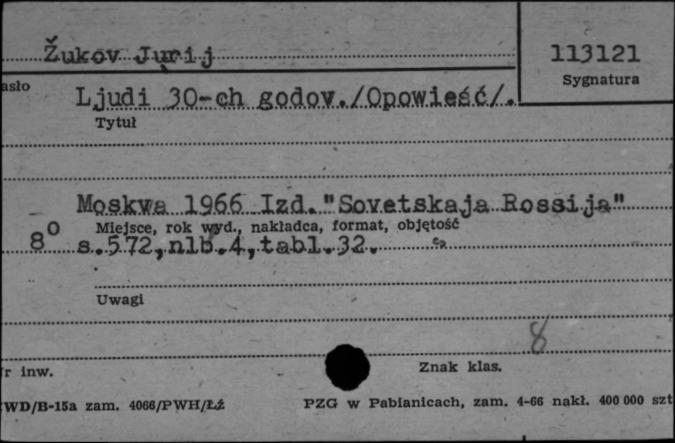 Žukov Jurij
113121
asło
Sygnatura
Ljudi 30-ch godov./Opowieść/.
Tytuł
Moskwa 1966 Izd."Sovetskaja Rossija"
Miejsce, rok wyd., nakładca, format, objętość
8º s.572,nlb.4,tabl.32.
Uwagi
8
r inw.
Znak klas.
WD/B-15a zam. 4066/PWH/ŁŻ
PZG w Pabianicach, zam. 4-66 nakł. 400 000 szt